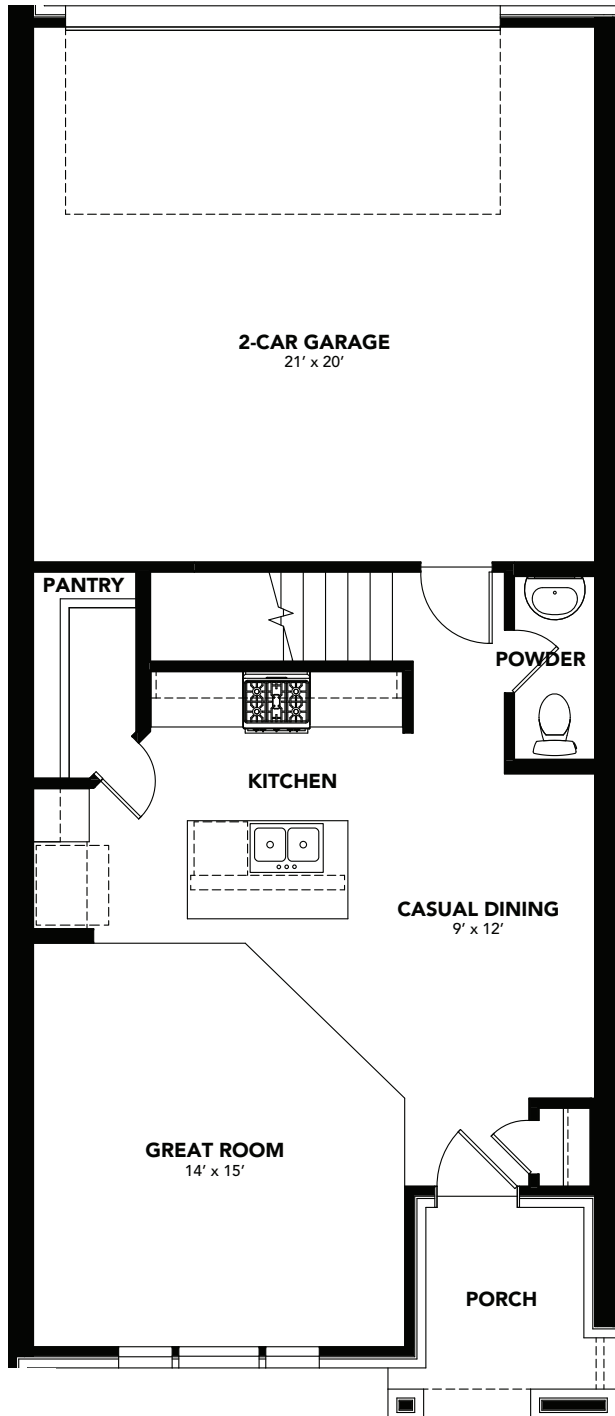 2-CAR GARAGE
21’ x 20’
PANTRY
POWDER
KITCHEN
CASUAL DINING
9’ x 12’
GREAT ROOM
14’ x 15’
PORCH